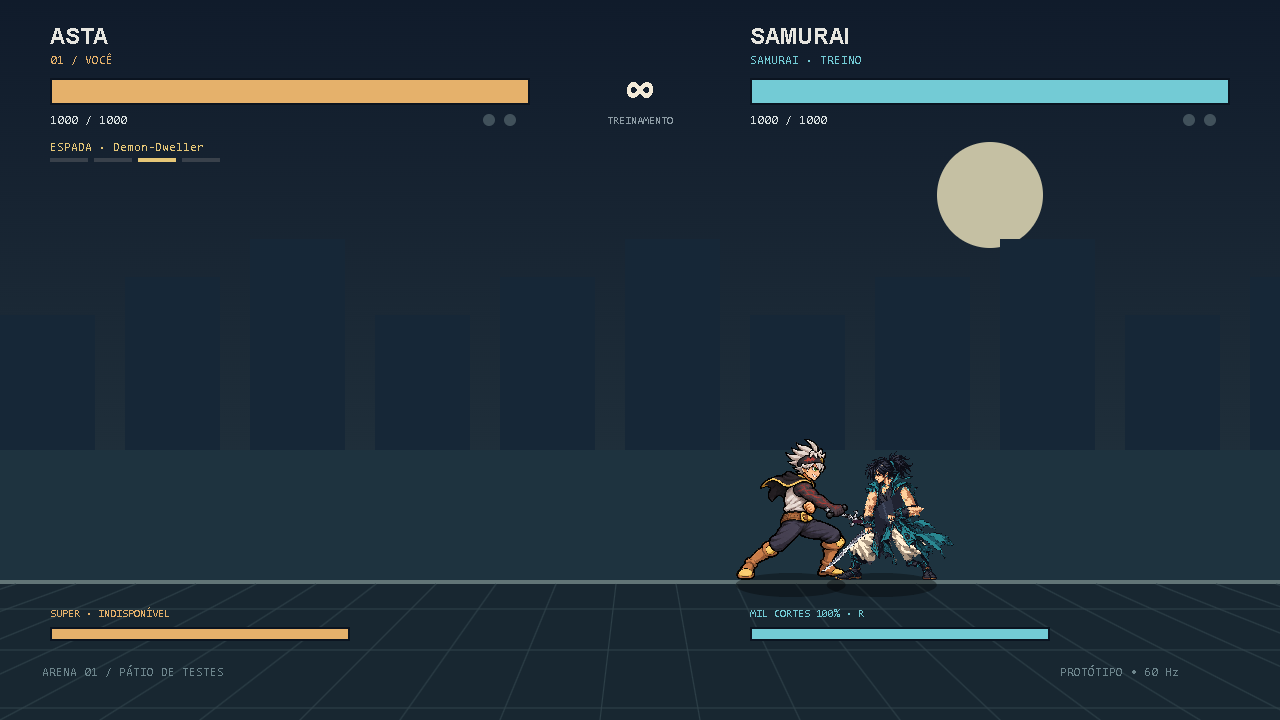 ASTA
01 / VOCÊ
1000 / 1000
ESPADA · Demon-Dweller
∞
TREINAMENTO
SAMURAI
SAMURAI · TREINO
1000 / 1000
SUPER · INDISPONÍVEL
MIL CORTES 100% · R
ARENA 01 / PÁTIO DE TESTES
PROTÓTIPO • 60 Hz